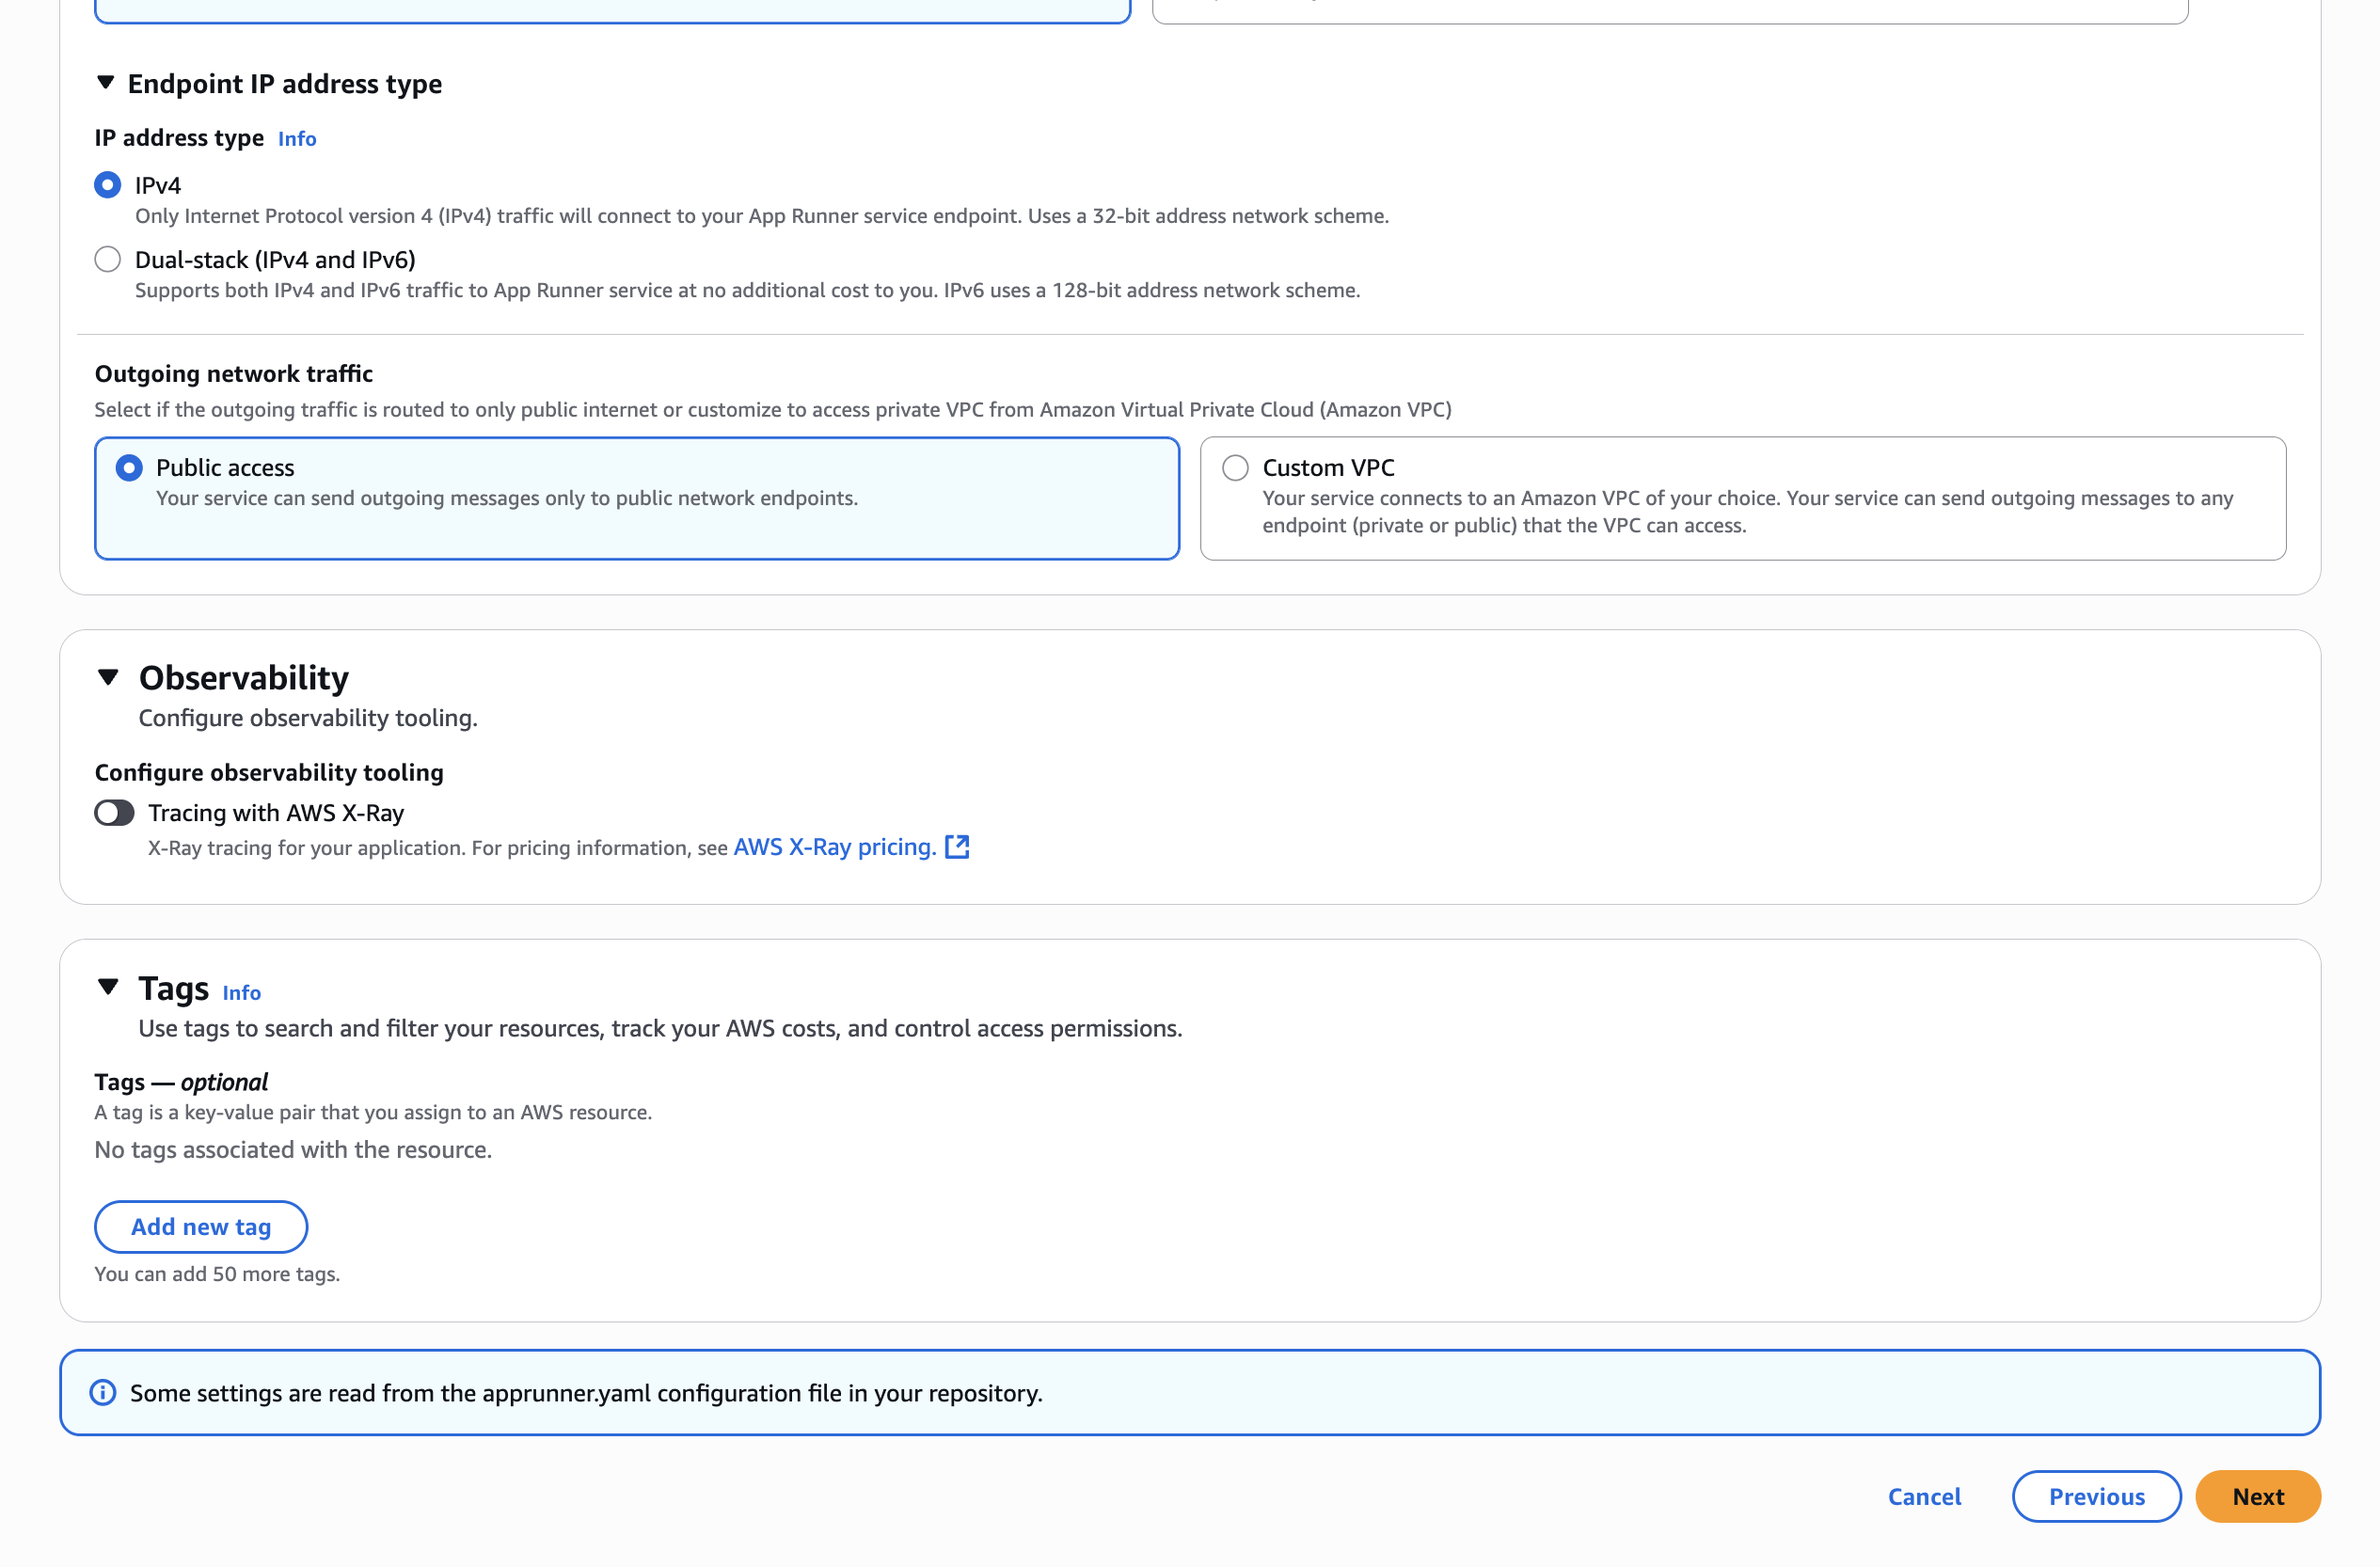 Endpoint IP address type
IP address type Info
IPv4
Only Internet Protocol version 4 (IPv4) traffic will connect to your App Runner service endpoint. Uses a 32-bit address network scheme.
Dual-stack (IPv4 and IPv6)
Supports both IPv4 and IPv6 traffic to App Runner service at no additional cost to you. IPv6 uses a 128-bit address network scheme.
Outgoing network traffic
Select if the outgoing traffic is routed to only public internet or customize to access private VPC from Amazon Virtual Private Cloud (Amazon VPC)
Public access
Your service can send outgoing messages only to public network endpoints.
Custom VPC
Your service connects to an Amazon VPC of your choice. Your service can send outgoing messages to any
endpoint (private or public) that the VPC can access.
Observability
Configure observability tooling.
Configure observability tooling
Tracing with AWS X-Ray
X-Ray tracing for your application. For pricing information, see AWS X-Ray pricing.
Tags Info
Use tags to search and filter your resources, track your AWS costs, and control access permissions.
Tags — optional
A tag is a key-value pair that you assign to an AWS resource.
No tags associated with the resource.
Add new tag
You can add 50 more tags.
Some settings are read from the apprunner.yaml configuration file in your repository.
Cancel Previous Next